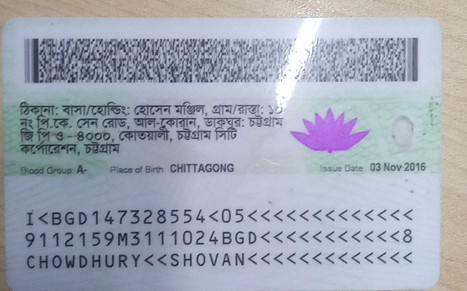 ঠিকানা: বাসা/হোল্ডিং: হোসেন মঞ্জিল, গ্রাম/রাস্তা: ১০
নং পি.কে. সেন রোড, আল-কোরান, ডাকঘর: চট্টগ্রাম
জি পি ও - ৪০০০, কোতয়ালী, চট্টগ্রাম সিটি
কর্পোরেশন, চট্টগ্রাম
Blood Group: A- Place of Birth: CHITTAGONG Issue Date: 03 Nov 2016
I<BGD147328554<05<<<<<<<<<<<<<
9112159M3111024BGD<<<<<<<<<<<8
CHOWDHURY<<SHOVAN<<<<<<<<<<<<<